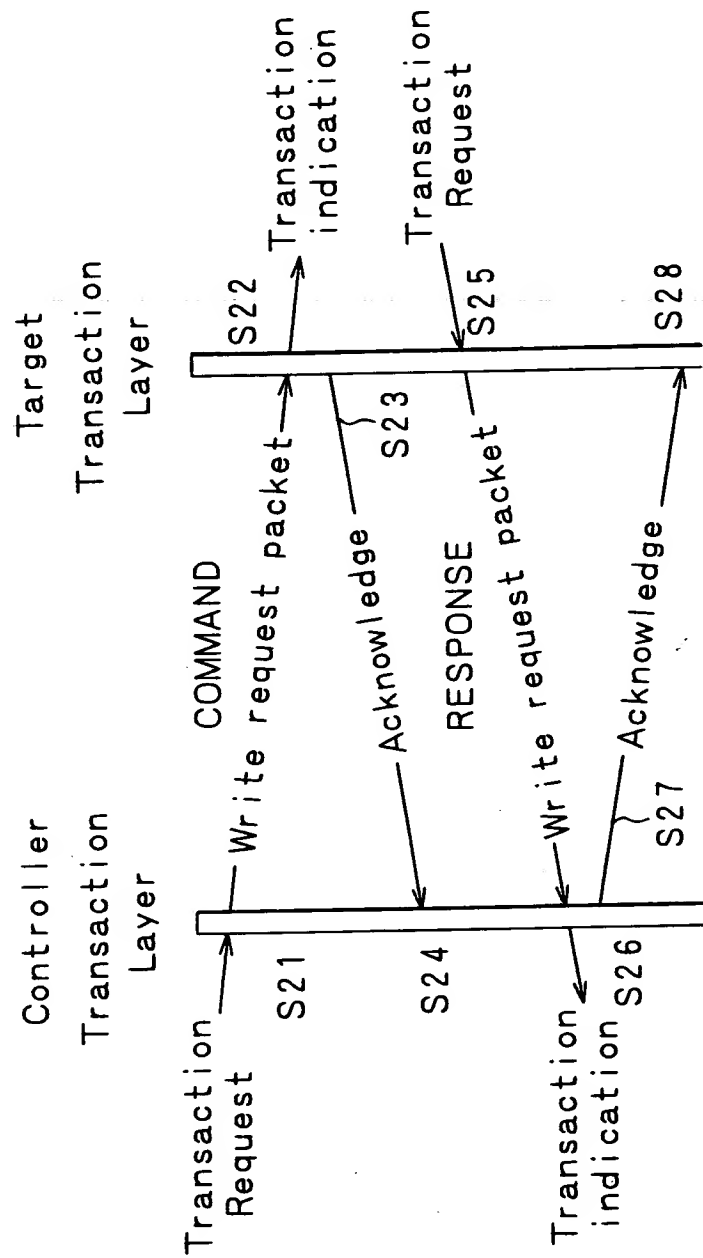 Controller
Transaction
Layer
Target
Transaction
Layer
Transaction
Request
S21
COMMAND
Write request packet
S22
Transaction
indication
S23
Acknowledge
S24
Transaction
Request
S25
RESPONSE
Write request packet
S26
Transaction
indication
S27
Acknowledge
S28